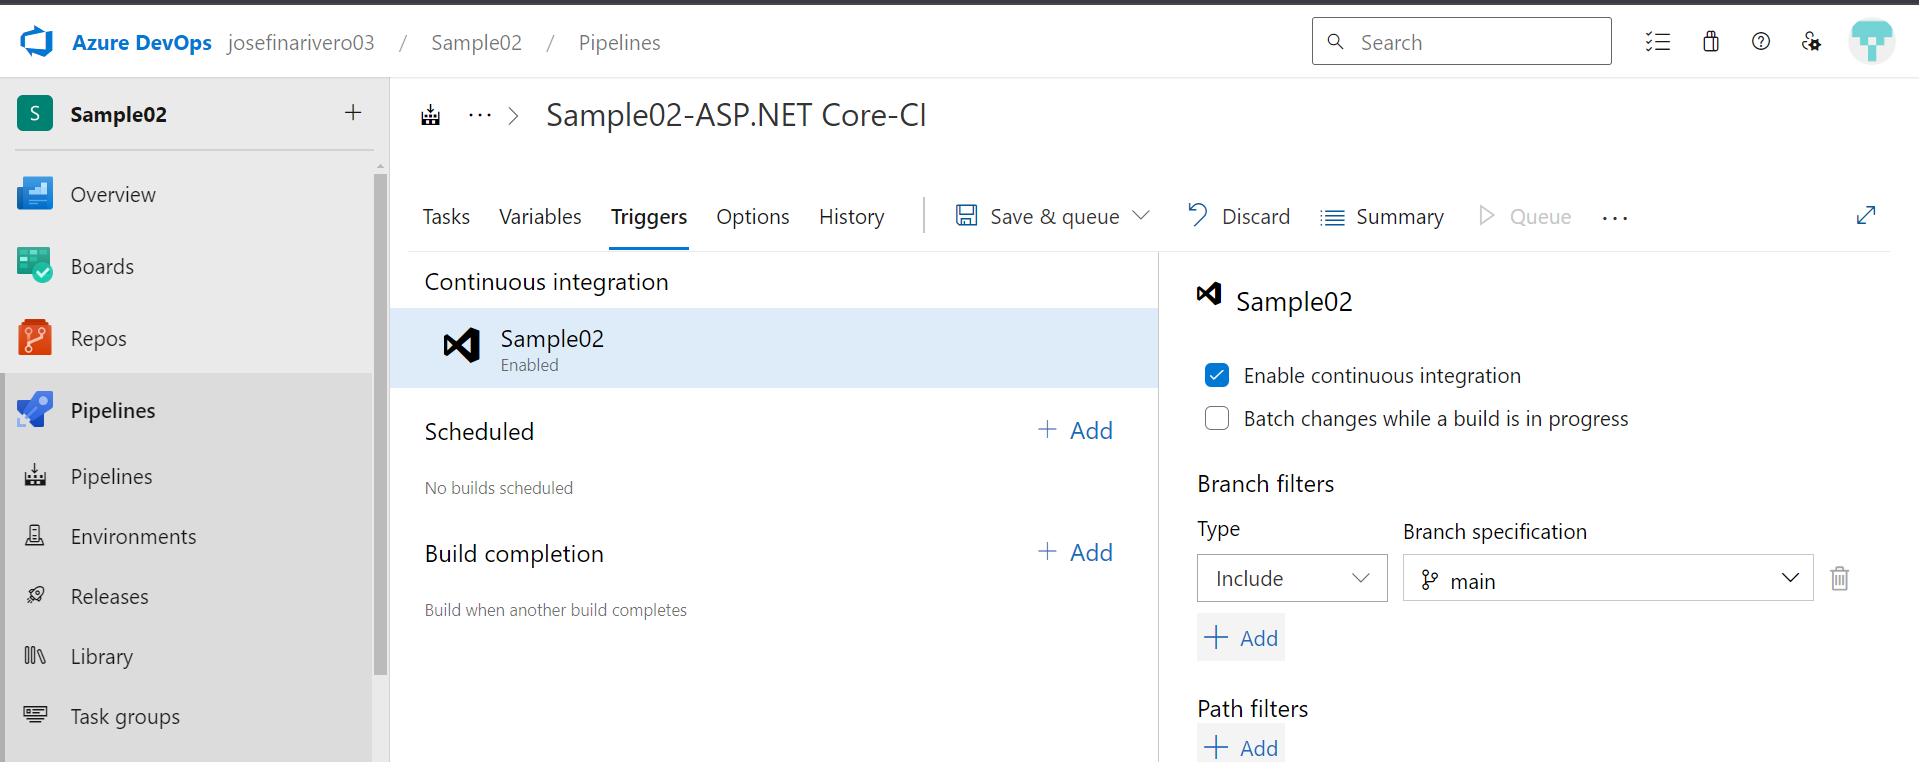 Azure DevOps josefinarivero03 / Sample02 / Pipelines Search
S Sample02 +
Overview
Boards
Repos
Pipelines
Pipelines
Environments
Releases
Library
Task groups
... > Sample02-ASP.NET Core-CI
Tasks Variables Triggers Options History Save & queue Discard Summary Queue ...
Continuous integration
Sample02
Enabled
Scheduled + Add
No builds scheduled
Build completion + Add
Build when another build completes
Sample02
Enable continuous integration
Batch changes while a build is in progress
Branch filters
Type Branch specification
Include main
+ Add
Path filters
+ Add